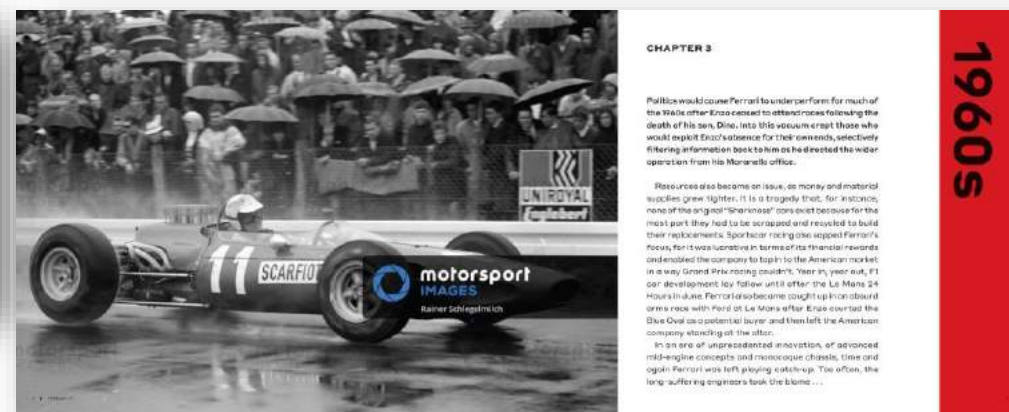 UNIROYAL
Englebert
11
SCARFIOT
motorsport
IMAGES
Rainer Schlegelmilch
CHAPTER 3
Politics would cause Ferrari to underperform for much of
the 1960s after Enzo ceased to attend races following the
death of his son, Dino. Into this vacuum crept those who
would exploit Enzo's absence for their own ends, selectively
filtering information back to him as he directed the wider
operation from his Maranello office.
Resources also became an issue, as money and material
supplies grew tighter. It is a tragedy that, for instance,
none of the original "Sharknose" cars exist because for the
most part they had to be scrapped and recycled to build
their replacements. Sportscar racing also sapped Ferrari's
focus, for it was lucrative in terms of its financial rewards
and enabled the company to tap in to the American market
in a way Grand Prix racing couldn't. Year in, year out, F1
car development lay fallow until after the Le Mans 24
Hours in June. Ferrari also became caught up in an absurd
arms race with Ford at Le Mans after Enzo courted the
Blue Oval as a potential buyer and then left the American
company standing at the altar.
In an era of unprecedented innovation, of advanced
mid-engine concepts and monocoque chassis, time and
again Ferrari was left playing catch-up. Too often, the
long-suffering engineers took the blame . . .
1960s